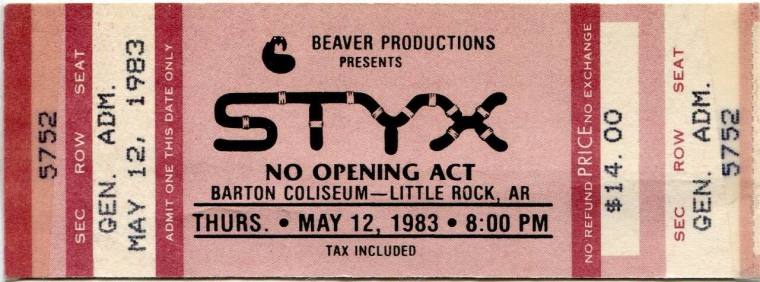 5752
SEC ROW SEAT
GEN. ADM.
MAY 12, 1983
ADMIT ONE THIS DATE ONLY
BEAVER PRODUCTIONS
PRESENTS
STYX
NO OPENING ACT
BARTON COLISEUM—LITTLE ROCK, AR
THURS. • MAY 12, 1983 • 8:00 PM
TAX INCLUDED
NO REFUND PRICE NO EXCHANGE
$14.00
SEC ROW SEAT
GEN. ADM.
5752